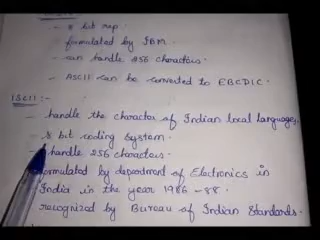 - 8 bit rep
- formulated by IBM.
- can handle 256 characters.
- ASCII can be converted to EBCDIC.
ISCII :-
- handle the character of Indian local languages.
- 8 bit coding system.
handle 256 characters.
formulated by department of Electronics in
India in the year 1986-88.
recognized by Bureau of Indian Standards.